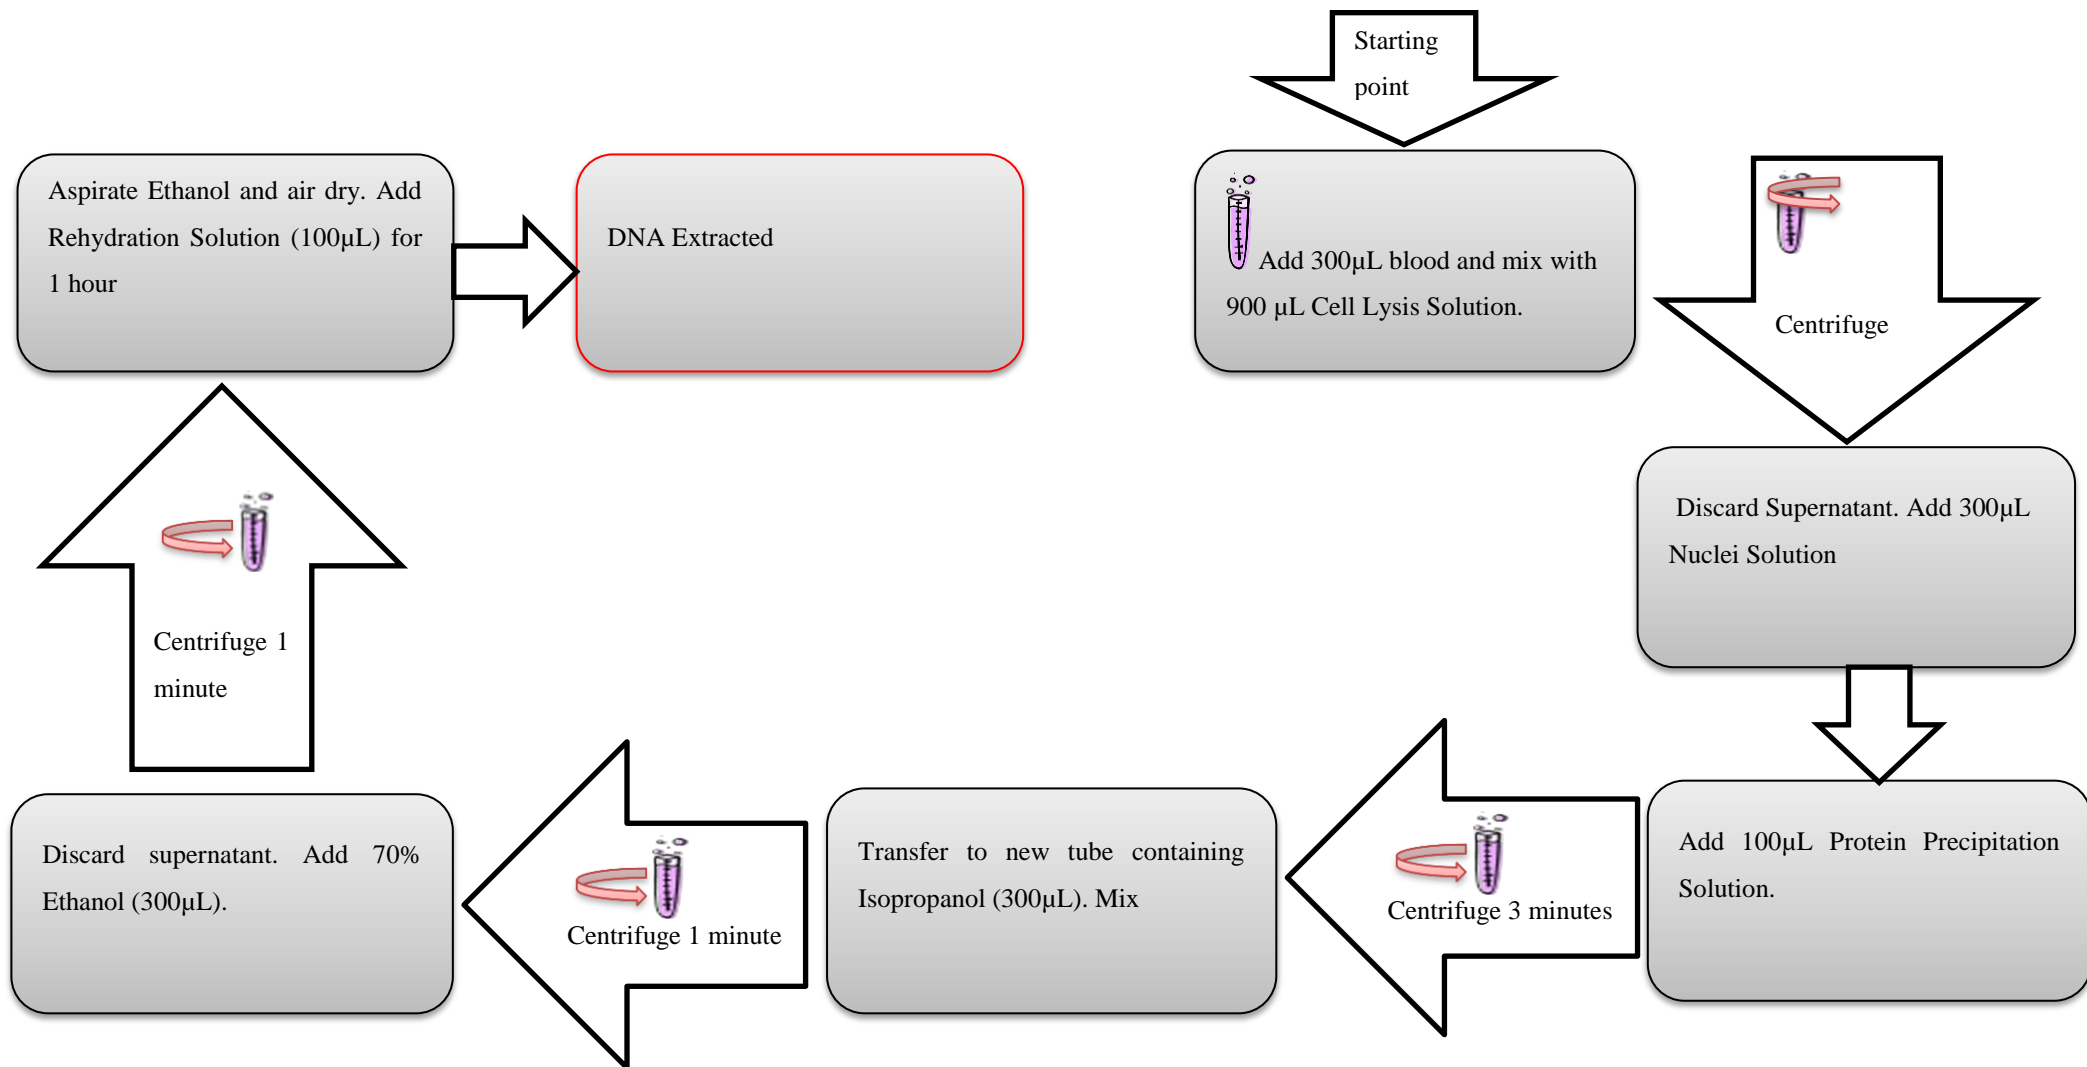 Starting
point
Add 300µL blood and mix with
900 µL Cell Lysis Solution.
Centrifuge
Discard Supernatant. Add 300µL
Nuclei Solution
Add 100µL Protein Precipitation
Solution.
Centrifuge 3 minutes
Transfer to new tube containing
Isopropanol (300µL). Mix
Centrifuge 1 minute
Discard supernatant. Add 70%
Ethanol (300µL).
Centrifuge 1
minute
Aspirate Ethanol and air dry. Add
Rehydration Solution (100µL) for
1 hour
DNA Extracted